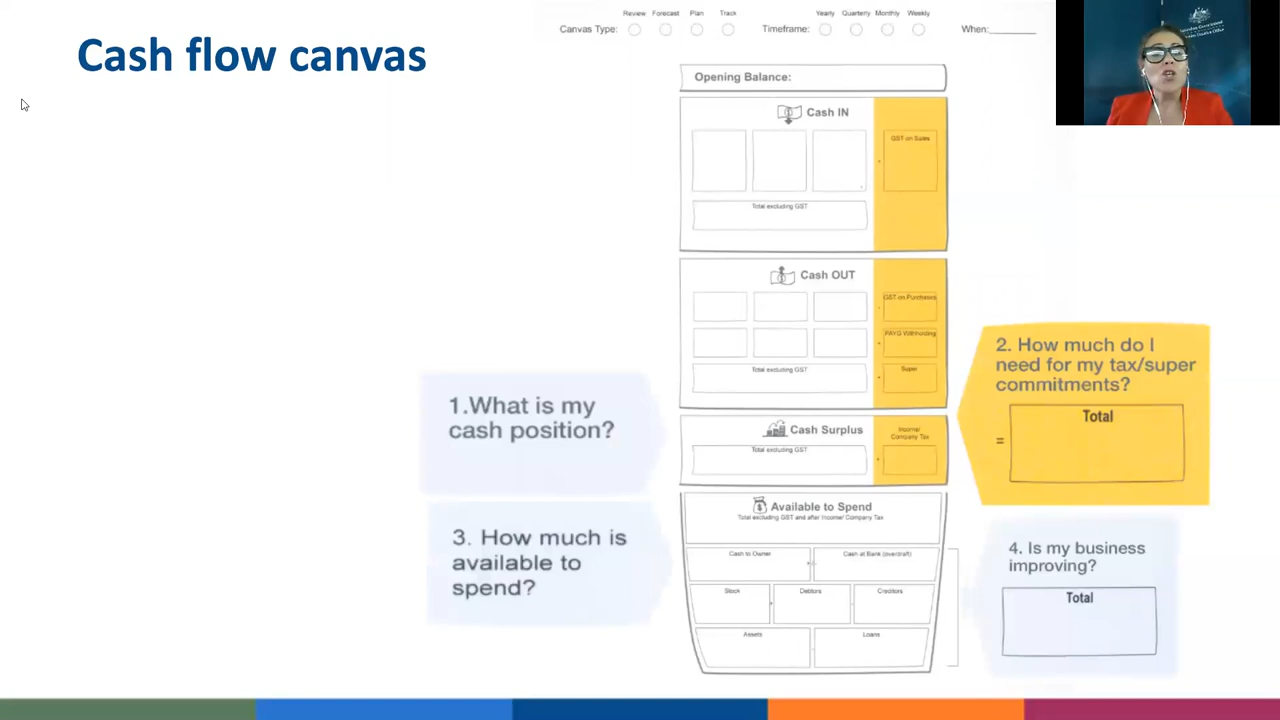 Review Forecast Plan Track
Yearly Quarterly Monthly Weekly
Canvas Type:
Timeframe:
When:
Cash flow canvas
Opening Balance:
Cash IN
GST on Sales
Total excluding GST
Cash OUT
GST on Purchases
PAYG Withholding
Total excluding GST
Super
1.What is my
cash position?
2. How much do I
need for my tax/super
commitments?
Total
=
Cash Surplus
Income/
Company Tax
Total excluding GST
3. How much is
available to
spend?
Available to Spend
Total excluding GST and after Income/ Company Tax
Cash to Owner
Cash at Bank (overdraft)
Stock
Debtors
Creditors
Assets
Loans
4. Is my business
improving?
Total